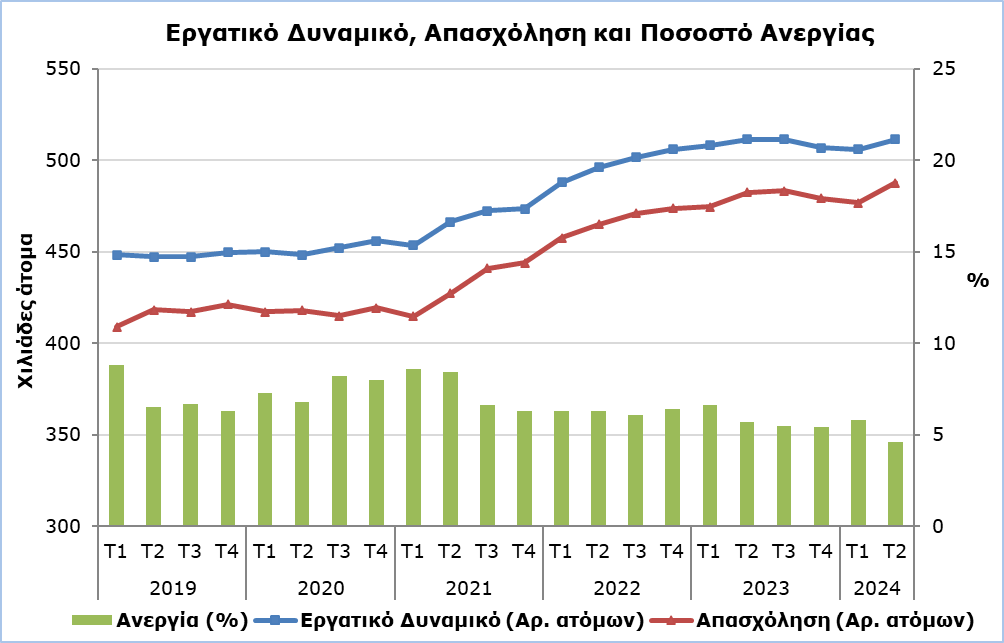 Εργατικό Δυναμικό, Απασχόληση και Ποσοστό Ανεργίας
550
500
450
400
350
300
Χιλιάδες άτομα
25
20
15
10
5
0
%
Τ1 Τ2 Τ3 Τ4 Τ1 Τ2 Τ3 Τ4 Τ1 Τ2 Τ3 Τ4 Τ1 Τ2 Τ3 Τ4 Τ1 Τ2 Τ3 Τ4 Τ1 Τ2
2019 2020 2021 2022 2023 2024
Ανεργία (%) Εργατικό Δυναμικό (Αρ. ατόμων) Απασχόληση (Αρ. ατόμων)